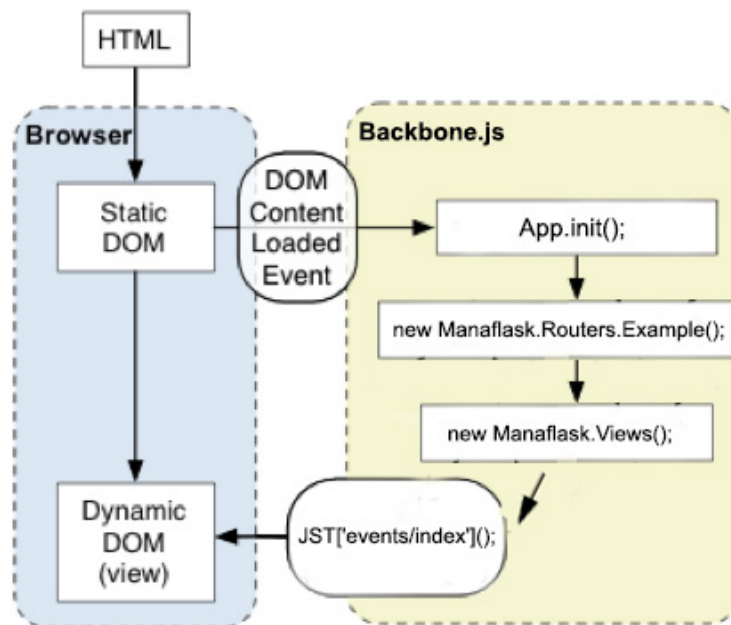 HTML
Browser
Backbone.js
Static
DOM
DOM
Content
Loaded
Event
App.init();
new Manaflask.Routers.Example();
new Manaflask.Views();
JST['events/index']();
Dynamic
DOM
(view)